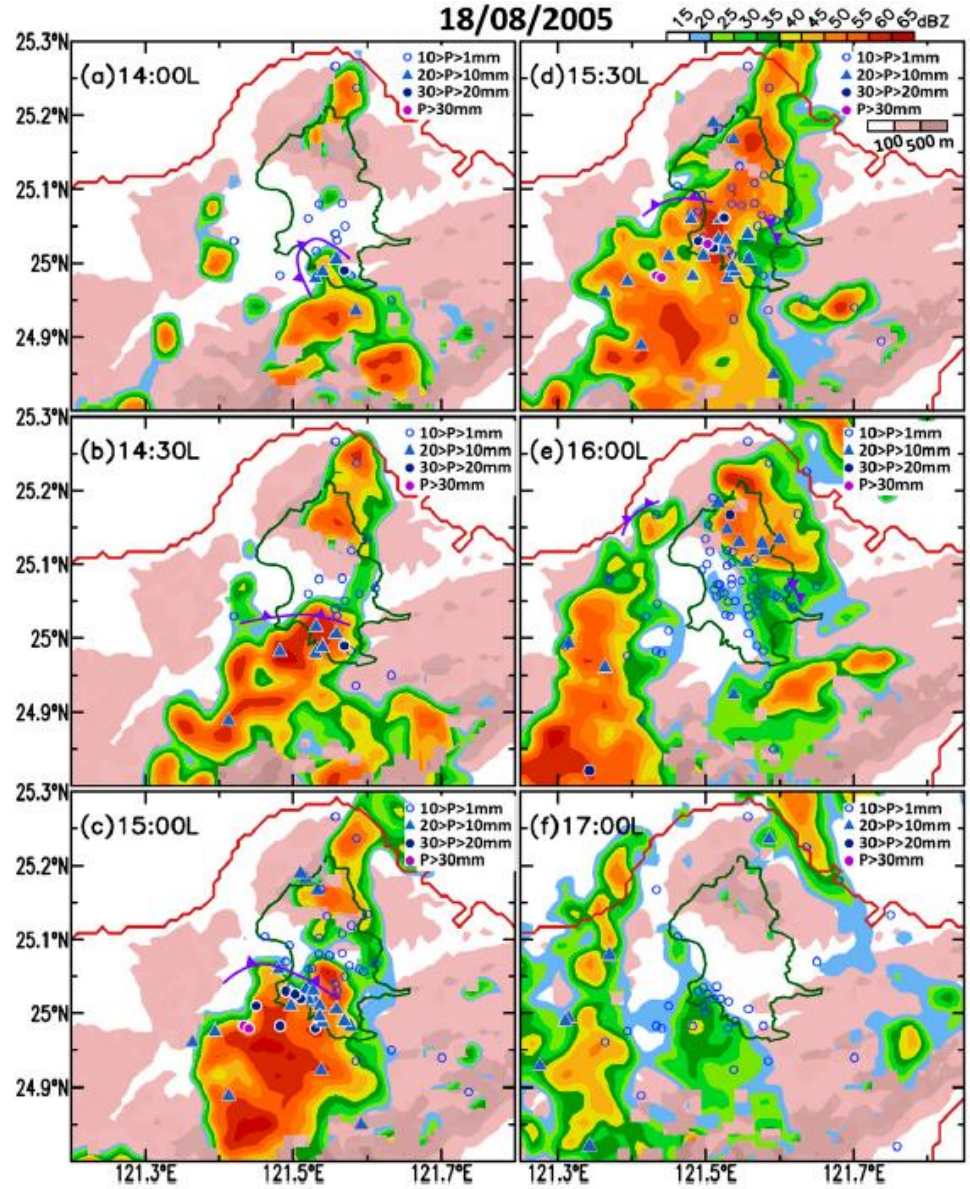 18/08/2005
15 20 25 30 35 40 45 50 55 60 65 dBZ
25.3°N
(a)14:00L
10>P>1mm
20>P>10mm
30>P>20mm
P>30mm
25.2°N
25.1°N
25°N
24.9°N
(d)15:30L
10>P>1mm
20>P>10mm
30>P>20mm
P>30mm
100 500 m
25.3°N
(b)14:30L
10>P>1mm
20>P>10mm
30>P>20mm
P>30mm
25.2°N
25.1°N
25°N
24.9°N
(e)16:00L
10>P>1mm
20>P>10mm
30>P>20mm
P>30mm
25.3°N
(c)15:00L
10>P>1mm
20>P>10mm
30>P>20mm
P>30mm
25.2°N
25.1°N
25°N
24.9°N
121.3°E 121.5°E 121.7°E
(f)17:00L
10>P>1mm
20>P>10mm
30>P>20mm
P>30mm
121.3°E 121.5°E 121.7°E